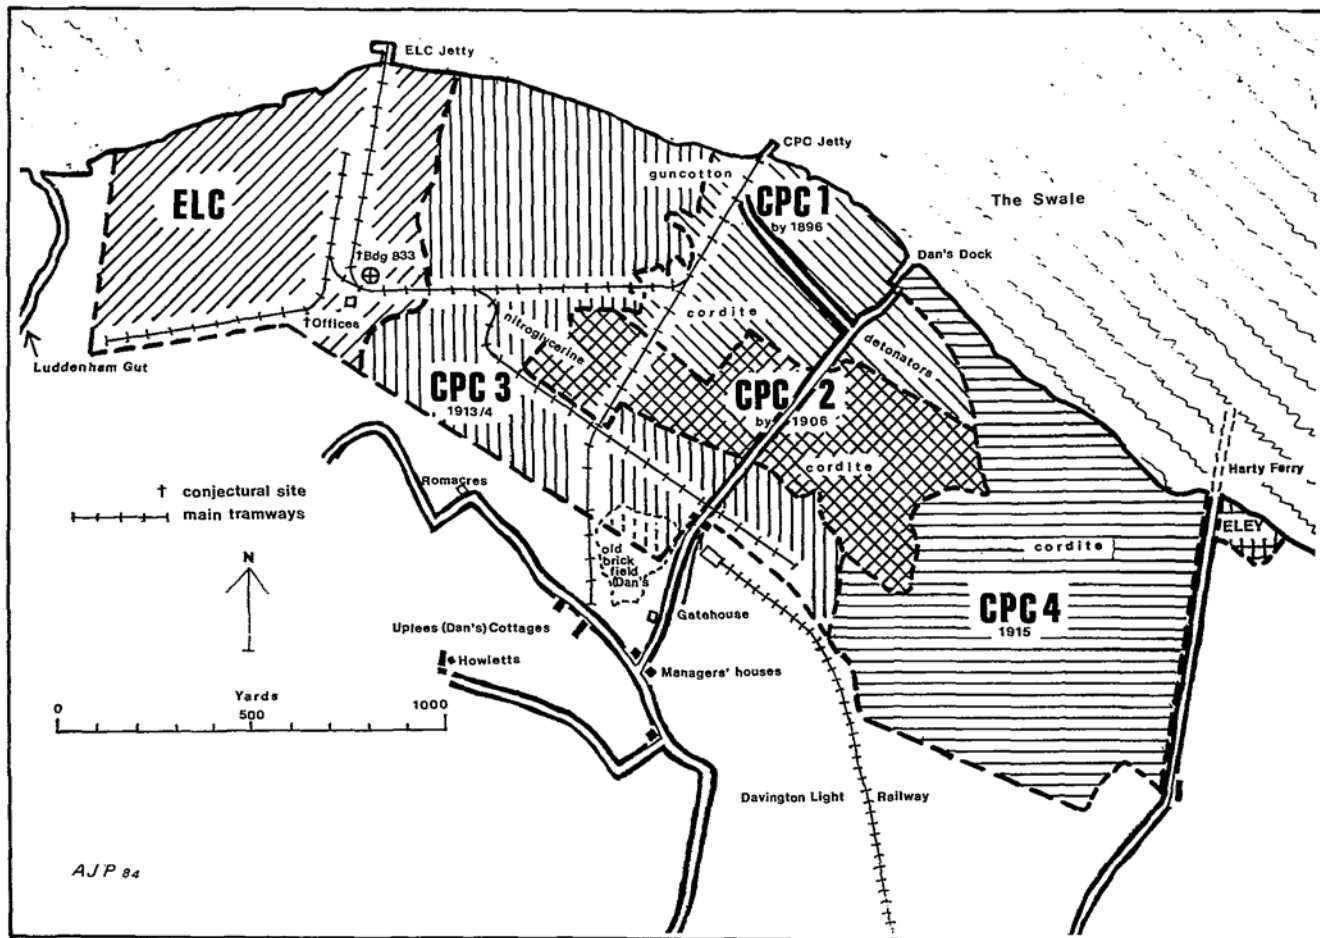 ELC Jetty
CPC Jetty
guncotton
ELC
CPC 1
by 1896
The Swale
†Bdg 833
Dan's Dock
†Offices
nitroglycerine
cordite
detonators
Luddenham Gut
CPC 3
1913/4
CPC 2
by 1906
cordite
Harty Ferry
Romacres
† conjectural site
main tramways
ELEY
cordite
N
old
brick
field
(Dan's
CPC 4
1915
Gatehouse
Uplees (Dan's) Cottages
Howletts
Managers' houses
Yards
0 500 1000
Davington Light Railway
AJP 84